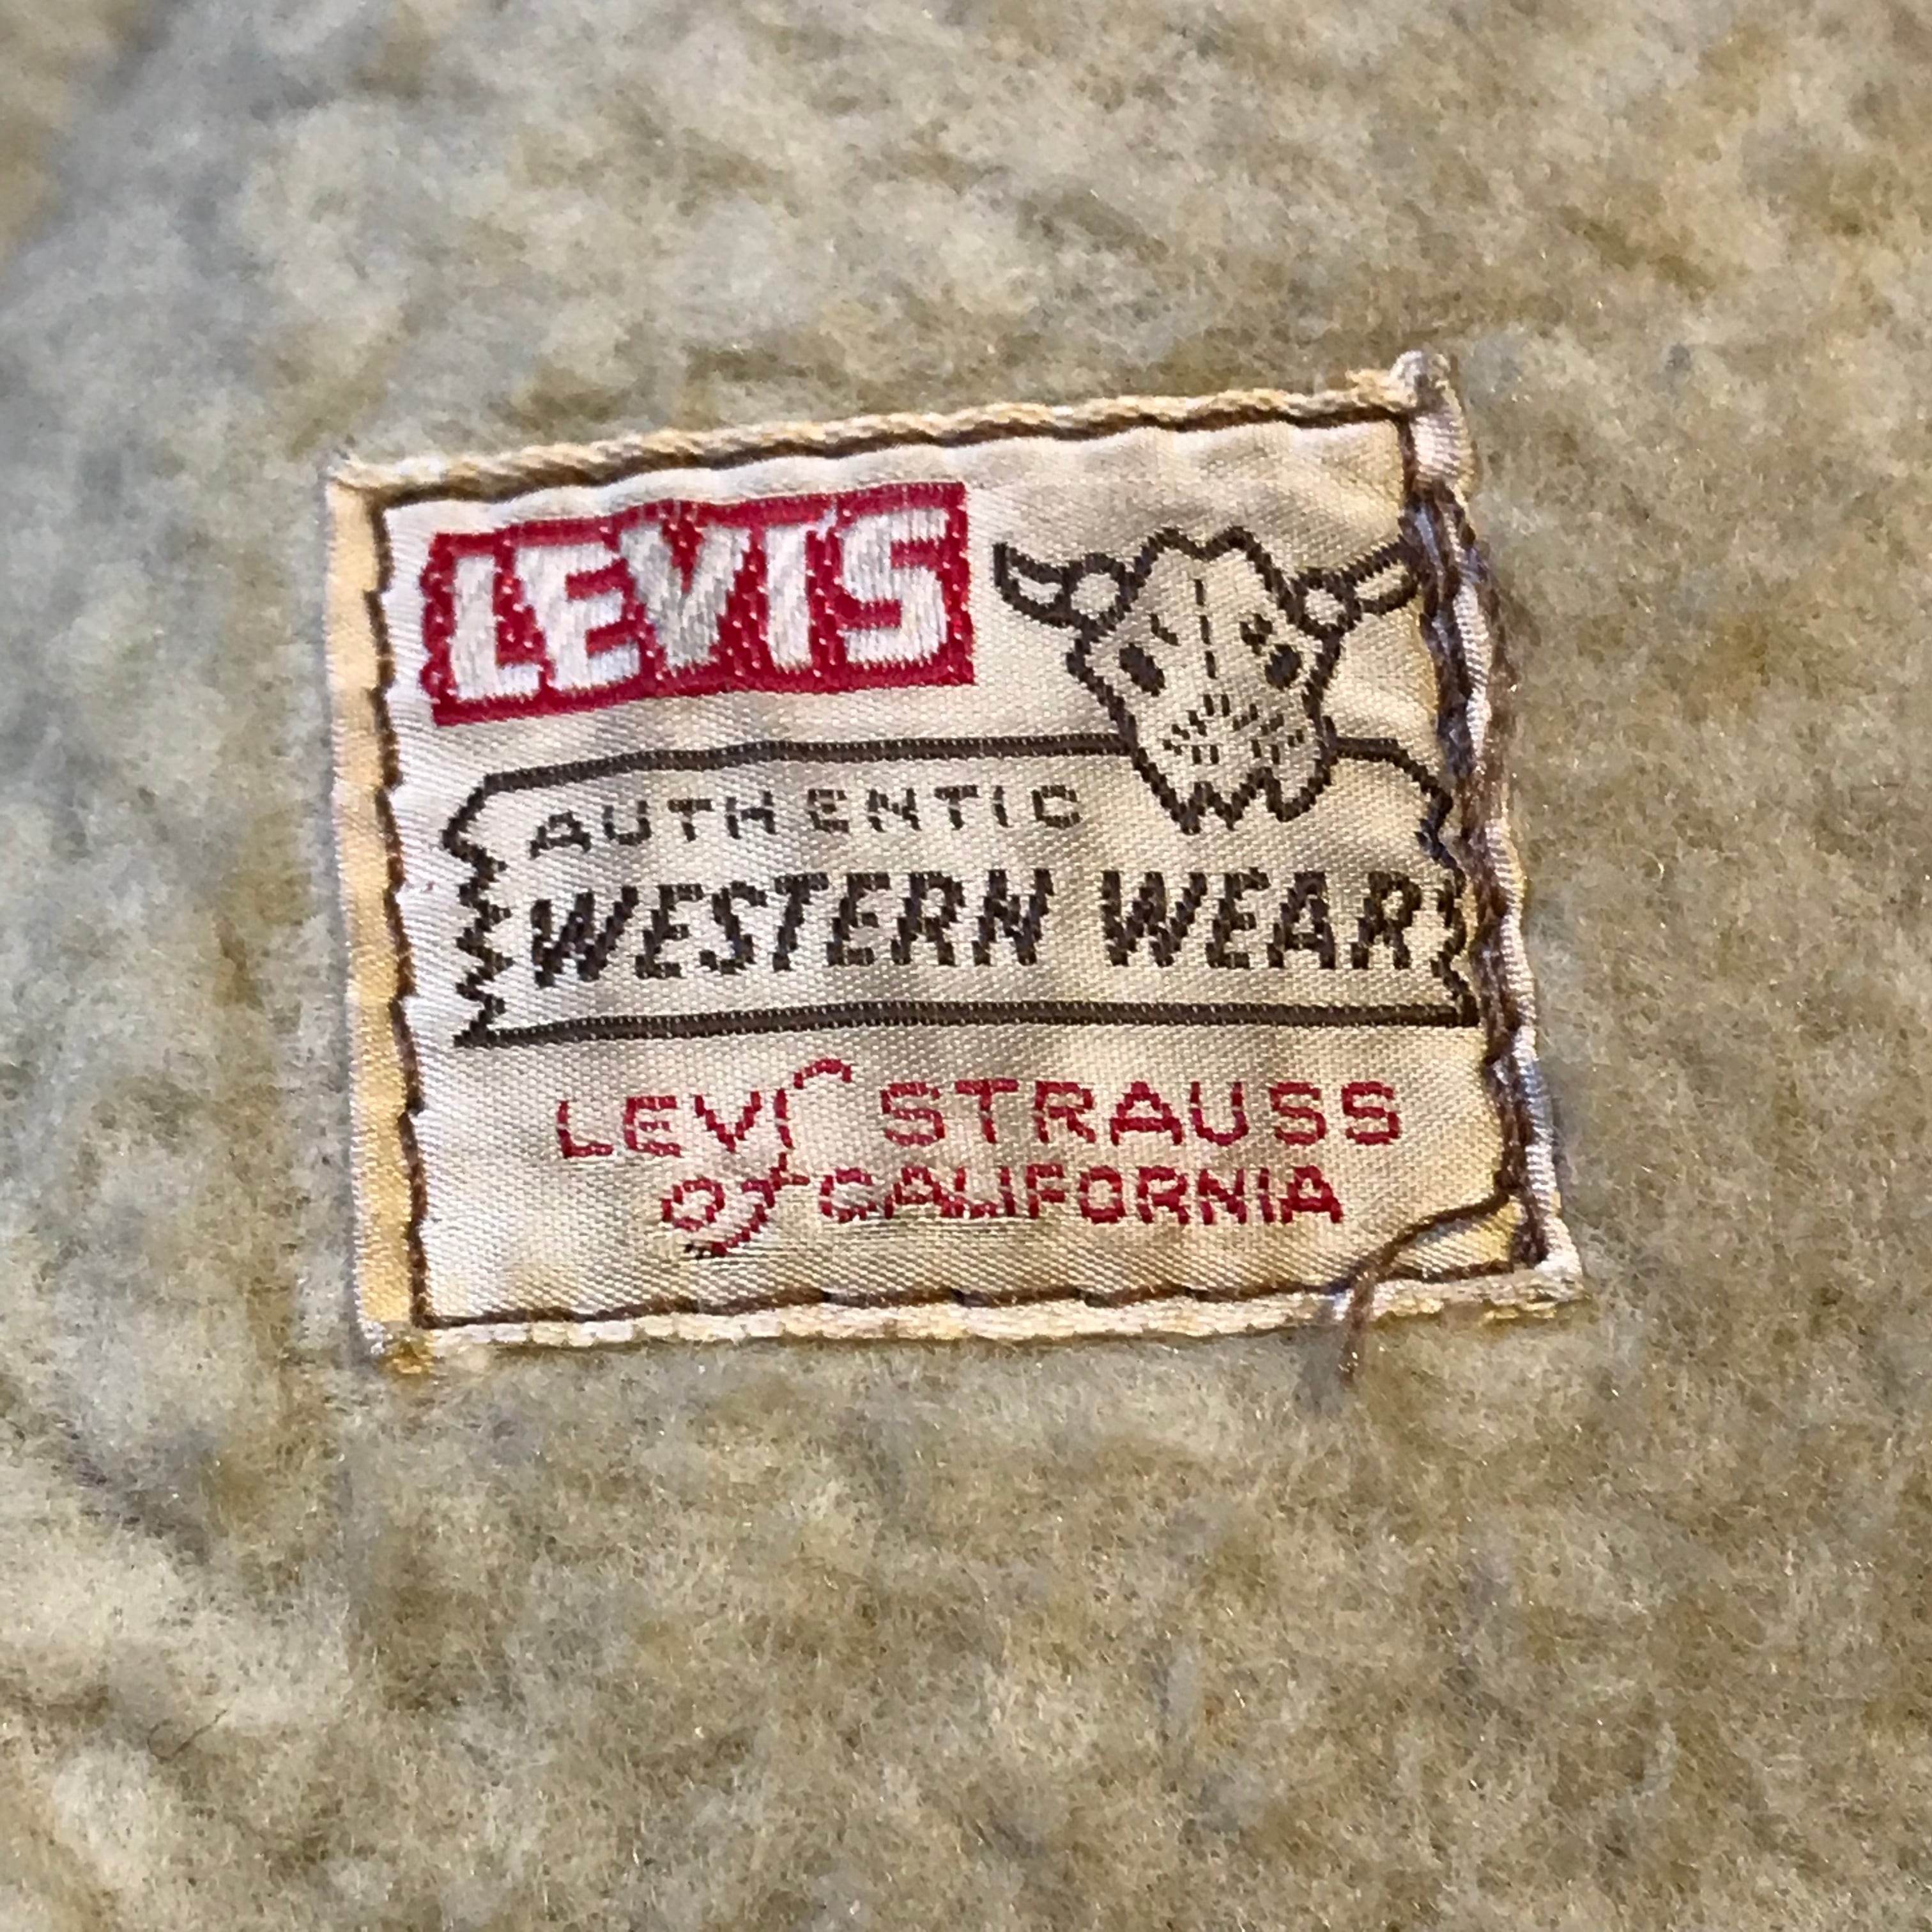 LEVI'S
AUTHENTIC
WESTERN WEAR
LEVI STRAUSS
Of CALIFORNIA